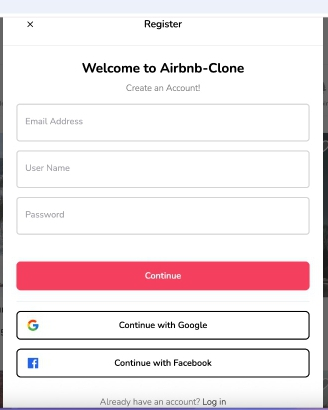 Register
Welcome to Airbnb-Clone
Create an Account!
Email Address
User Name
Password
Continue
Continue with Google
Continue with Facebook
Already have an account? Log in